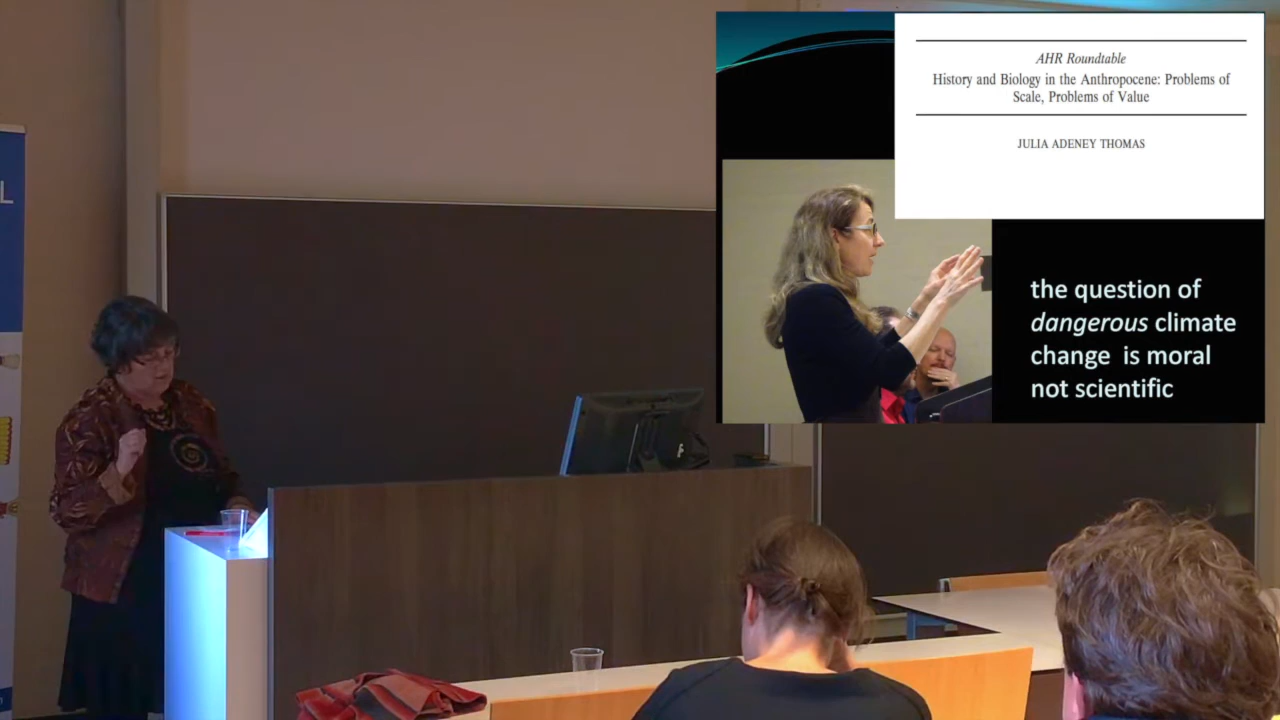 AHR Roundtable
History and Biology in the Anthropocene: Problems of
Scale, Problems of Value
JULIA ADENEY THOMAS
the question of
dangerous climate
change is moral
not scientific
L